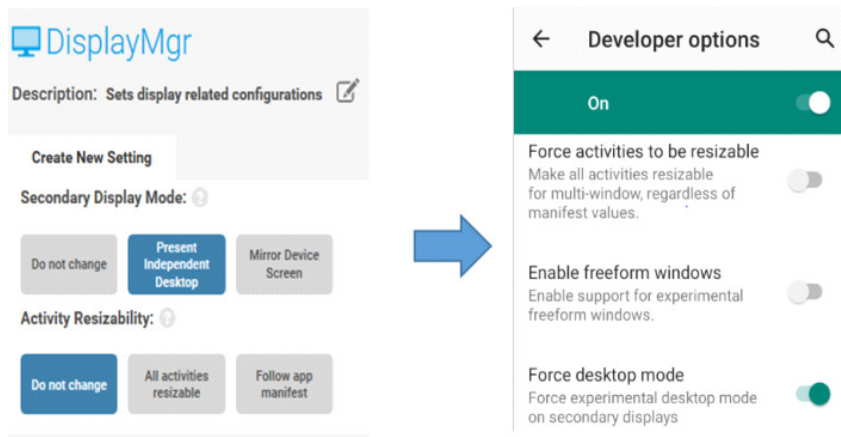 DisplayMgr
Description: Sets display related configurations
Create New Setting
Secondary Display Mode: ?
Do not change
Present
Independent
Desktop
Mirror Device
Screen
Activity Resizability: ?
Do not change
All activities
resizable
Follow app
manifest
Developer options
On
Force activities to be resizable
Make all activities resizable
for multi-window, regardless of
manifest values.
Enable freeform windows
Enable support for experimental
freeform windows.
Force desktop mode
Force experimental desktop mode
on secondary displays